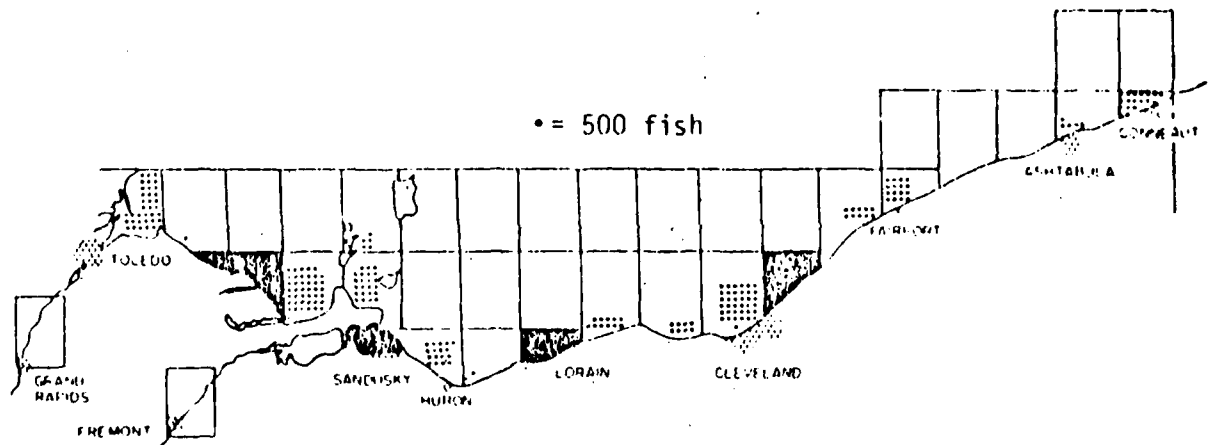 • = 500 fish
CONNEAUT
ASHTABULA
FAIRPORT
TOLEDO
GRAND
RAPIDS
SANDUSKY
HURON
LORAIN
CLEVELAND
FREMONT